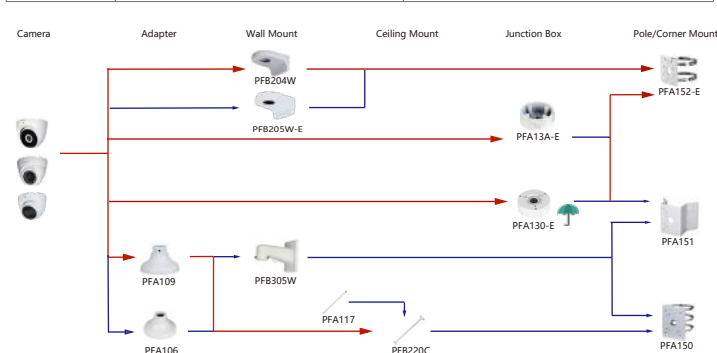 Camera Adapter Wall Mount Ceiling Mount Junction Box Pole/Corner Mount
PFB204W
PFA152-E
PFB205W-E
PFA13A-E
PFA130-E
PFA151
PFA109
PFB305W
PFA117
PFA106
PFB220C
PFA150